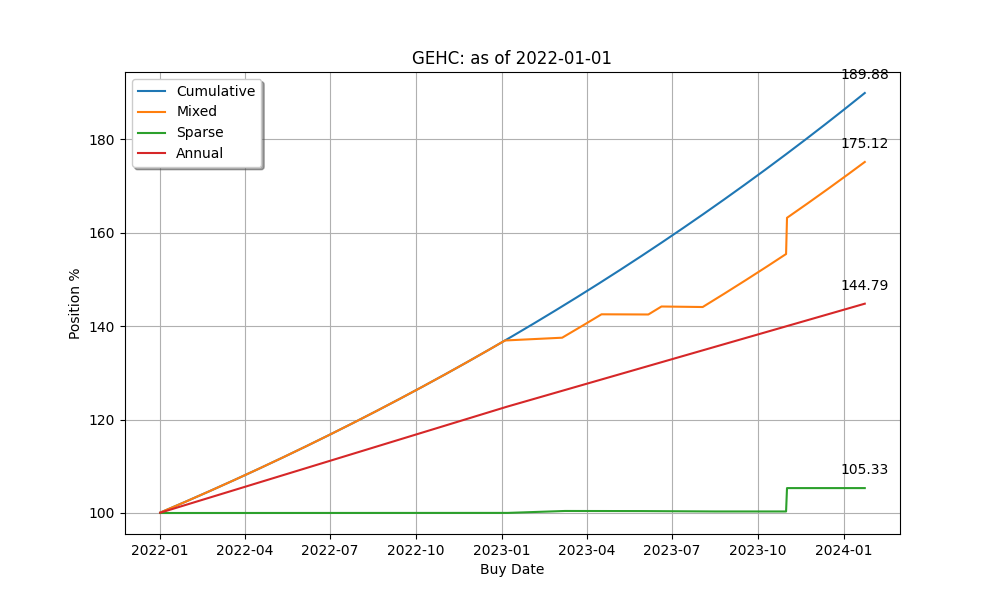 GEHC: as of 2022-01-01
189.88
Cumulative
Mixed
Sparse
Annual
180
175.12
160
144.79
140
120
105.33
100
Position %
2022-01 2022-04 2022-07 2022-10 2023-01 2023-04 2023-07 2023-10 2024-01
Buy Date